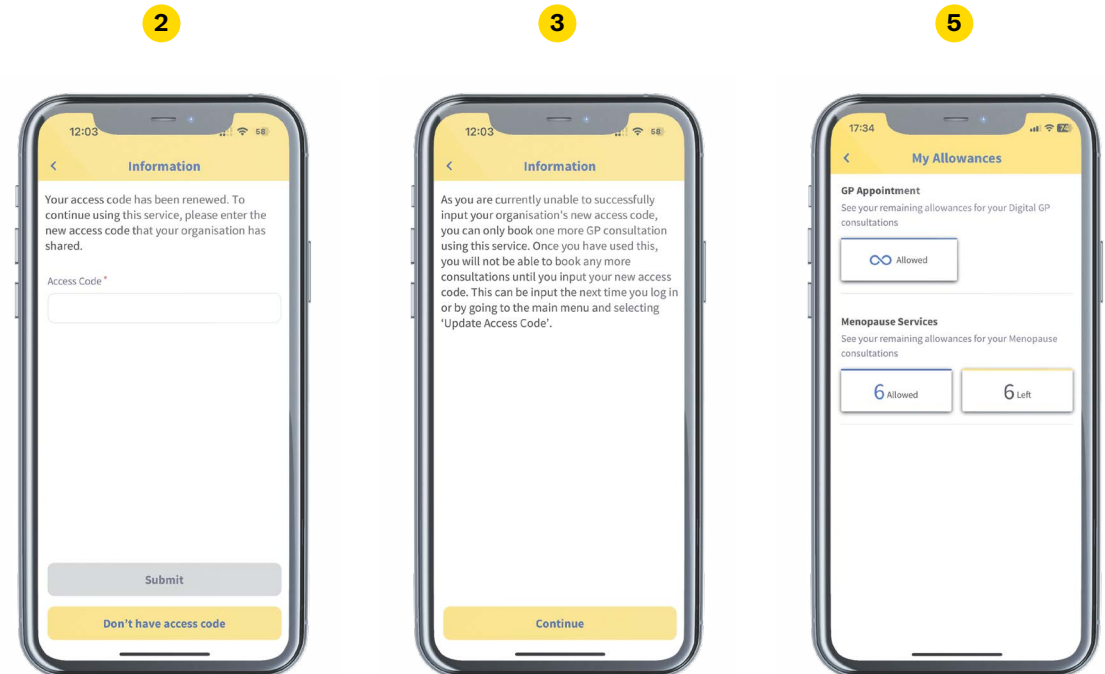 2
3
5
12:03
68
Information
Your access code has been renewed. To
continue using this service, please enter the
new access code that your organisation has
shared.
Access Code *
Submit
Don't have access code
12:03
68
Information
As you are currently unable to successfully
input your organisation's new access code,
you can only book one more GP consultation
using this service. Once you have used this,
you will not be able to book any more
consultations until you input your new access
code. This can be input the next time you log in
or by going to the main menu and selecting
‘Update Access Code’.
Continue
17:34
My Allowances
GP Appointment
See your remaining allowances for your Digital GP
consultations
∞ Allowed
Menopause Services
See your remaining allowances for your Menopause
consultations
6 Allowed
6 Left